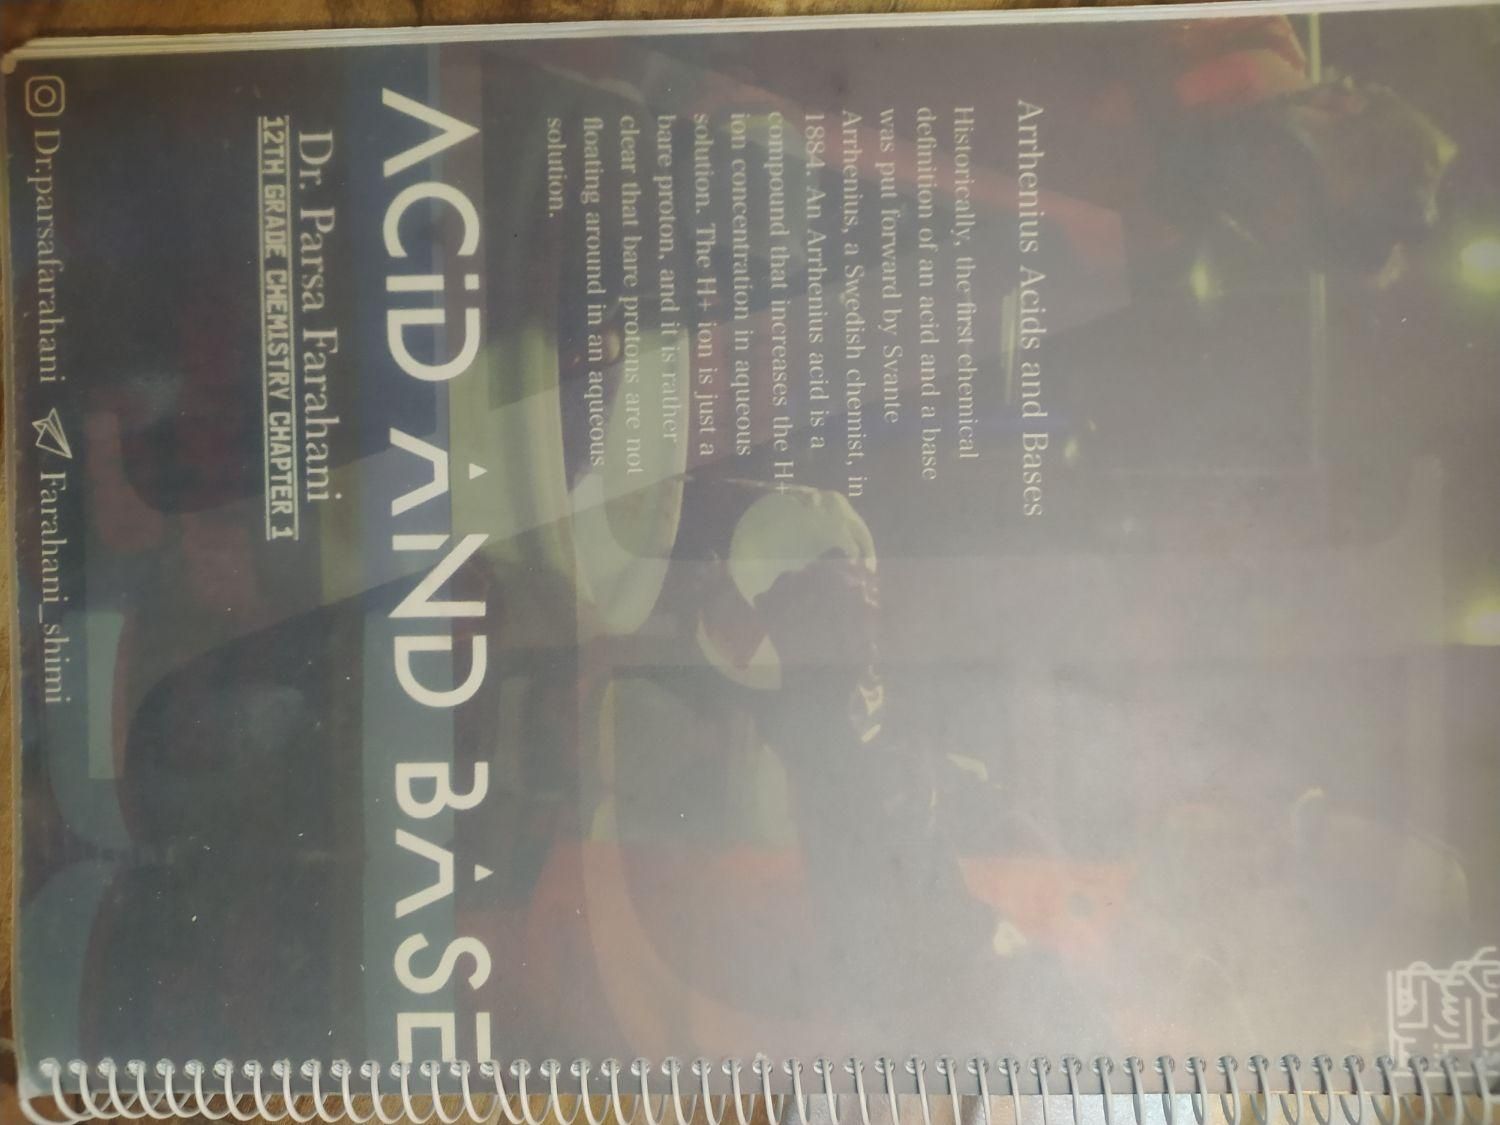 Arrhenius Acids and Bases
Historically, the first chemical
definition of an acid and a base
was put forward by Svante
Arrhenius, a Swedish chemist, in
1884. An Arrhenius acid is a
compound that increases the H+
ion concentration in aqueous
solution. The H+ ion is just a
bare proton, and it is rather
clear that bare protons are not
floating around in an aqueous
solution.
ACiD AND BASE
Dr. Parsa Farahani
12TH GRADE CHEMISTRY CHAPTER 1
Dr.parsafarahani Farahani_shimi